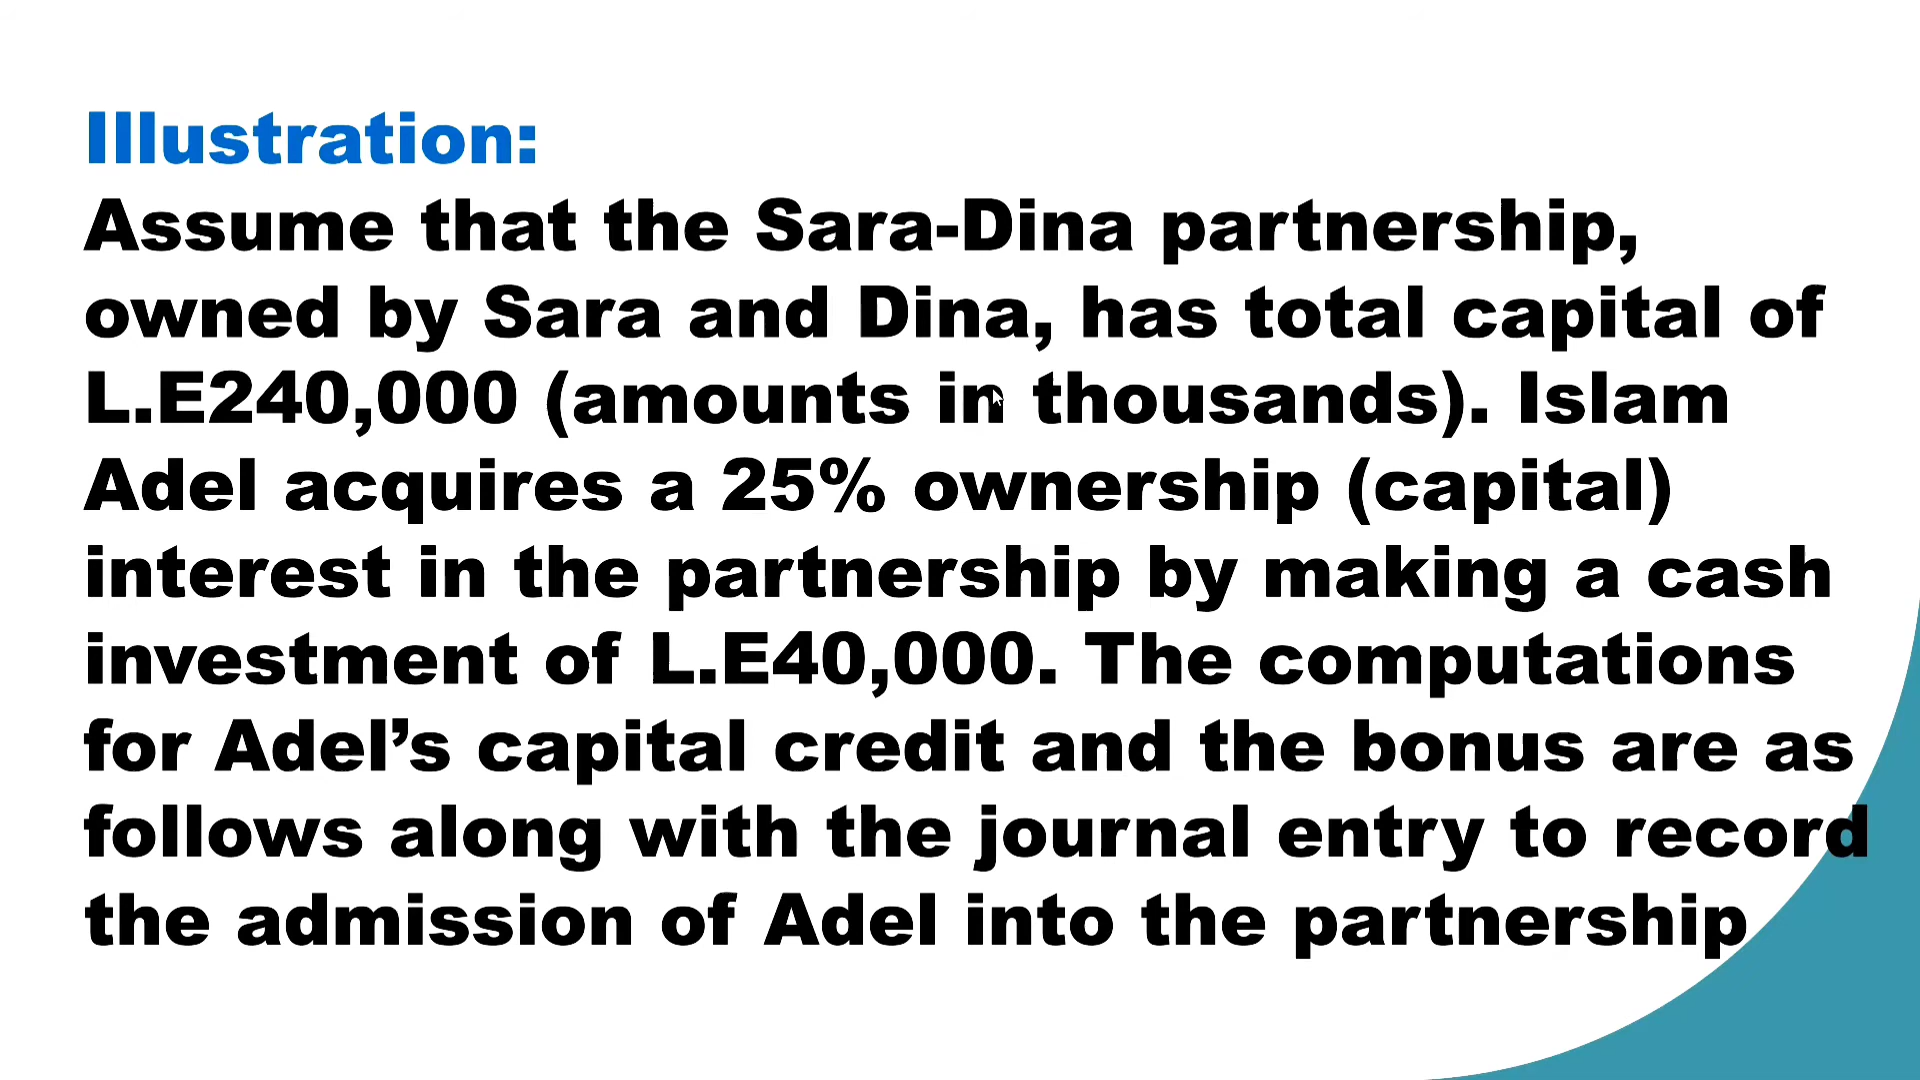 Illustration:
Assume that the Sara-Dina partnership,
owned by Sara and Dina, has total capital of
L.E240,000 (amounts in thousands). Islam
Adel acquires a 25% ownership (capital)
interest in the partnership by making a cash
investment of L.E40,000. The computations
for Adel’s capital credit and the bonus are as
follows along with the journal entry to record
the admission of Adel into the partnership